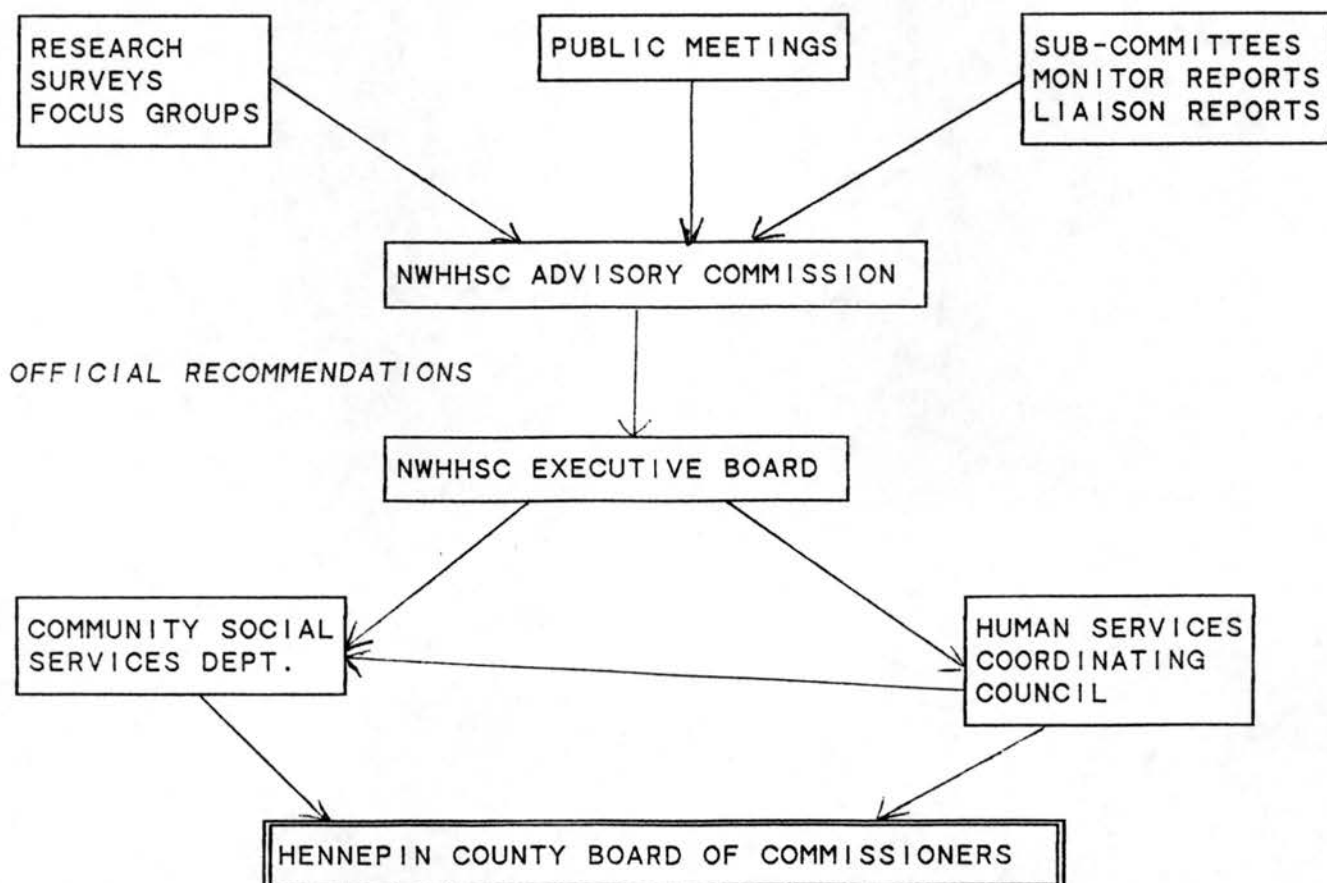 RESEARCH
SURVEYS
FOCUS GROUPS
PUBLIC MEETINGS
SUB-COMMITTEES
MONITOR REPORTS
LIAISON REPORTS
NWHHSC ADVISORY COMMISSION
OFFICIAL RECOMMENDATIONS
NWHHSC EXECUTIVE BOARD
COMMUNITY SOCIAL
SERVICES DEPT.
HUMAN SERVICES
COORDINATING
COUNCIL
HENNEPIN COUNTY BOARD OF COMMISSIONERS